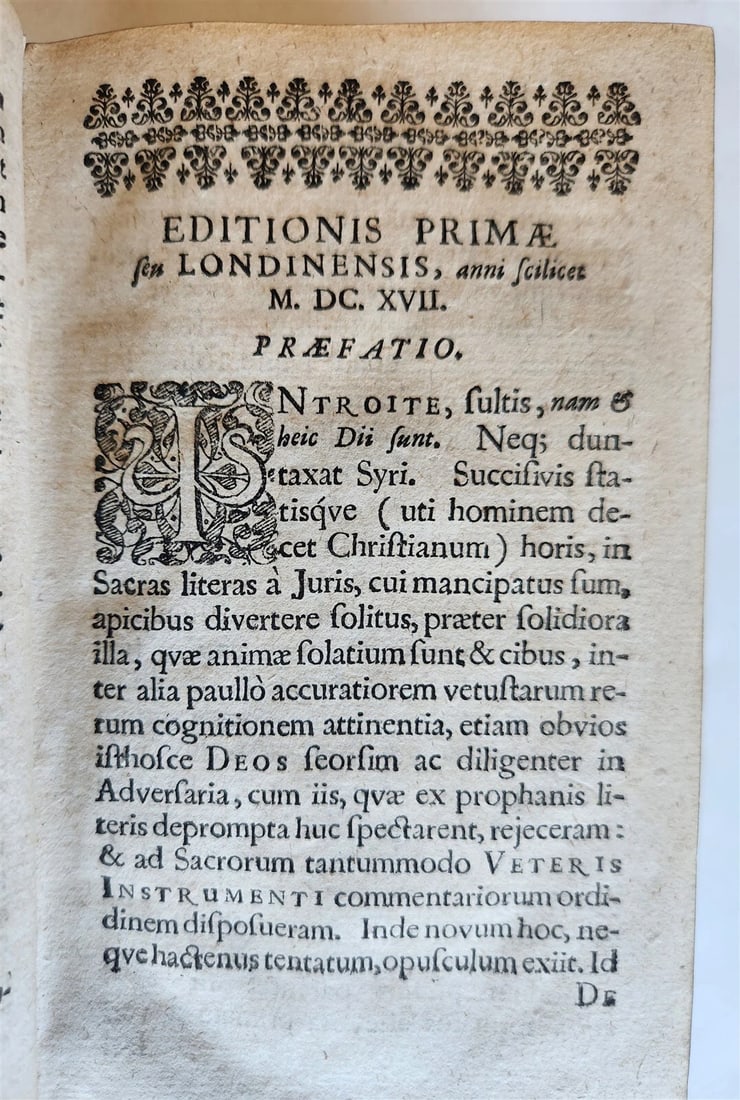 EDITIONIS PRIMÆ
ſeu LONDINENSIS, anni ſcilicet
M. DC. XVII.
PRÆFATIO.
INTROITE, ſultis, nam &
heic Dii ſunt. Neq; dun-
taxat Syri. Succiſivis ſta-
tisq́ve (uti hominem de-
cet Chriſtianum) horis, in
Sacras literas à Juris, cui mancipatus ſum,
apicibus divertere ſolitus, præter ſolidiora
illa, qvæ animæ ſolatium ſunt & cibus, in-
ter alia paullò accuratiorem vetuſtarum re-
rum cognitionem attinentia, etiam obvios
iſthoſce DEOS ſeorſim ac diligenter in
Adverſaria, cum iis, qvæ ex prophanis li-
teris deprompta huc ſpectarent, rejeceram:
& ad Sacrorum tantummodo VETERIS
INSTRUMENTI commentariorum ordi-
dinem diſpoſueram. Inde novum hoc, ne-
qve hactenus tentatum, opuſculum exiit. Id
DE